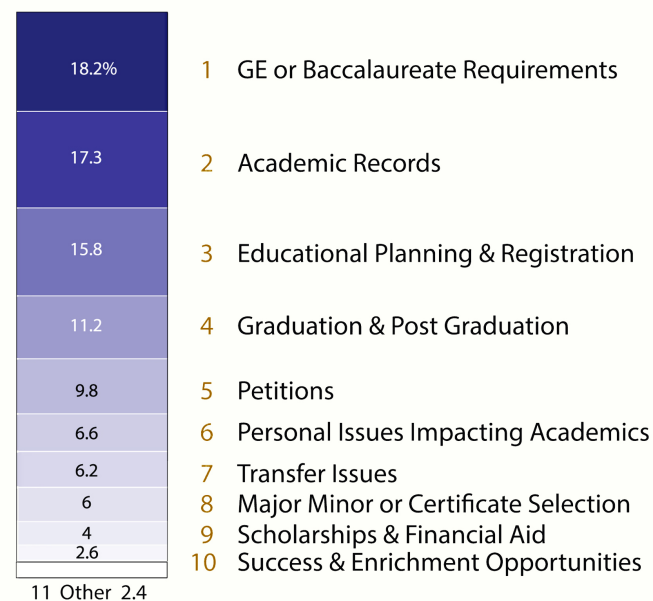 18.2% 1 GE or Baccalaureate Requirements
17.3 2 Academic Records
15.8 3 Educational Planning & Registration
11.2 4 Graduation & Post Graduation
9.8 5 Petitions
6.6 6 Personal Issues Impacting Academics
6.2 7 Transfer Issues
6 8 Major Minor or Certificate Selection
4 9 Scholarships & Financial Aid
2.6 10 Success & Enrichment Opportunities
11 Other 2.4